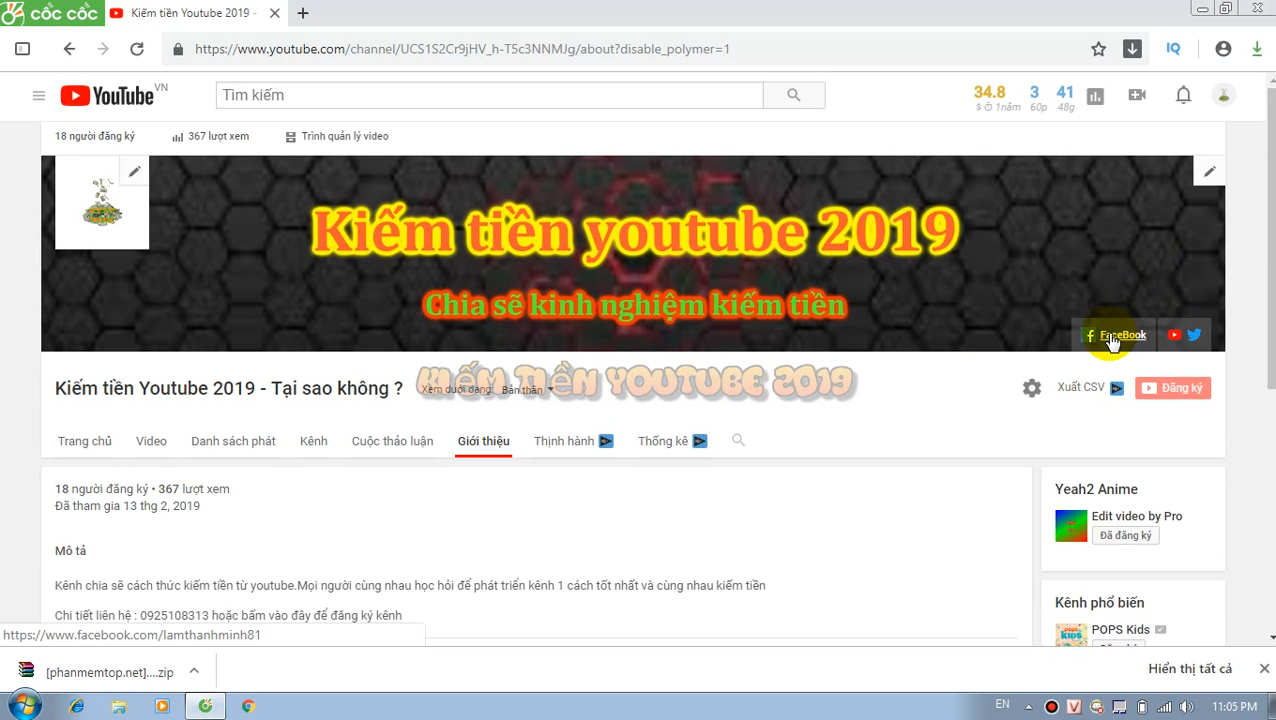 cốc cốc
Kiếm tiền Youtube 2019 -
https://www.youtube.com/channel/UCS1S2Cr9jHV_h-T5c3NNMJg/about?disable_polymer=1
IQ
YouTube VN
Tìm kiếm
34.8 3 41
$ 1năm 60p 48g
18 người đăng ký 367 lượt xem Trình quản lý video
Kiếm tiền youtube 2019
Chia sẽ kinh nghiệm kiếm tiền
FaceBook
Kiếm tiền Youtube 2019 - Tại sao không ?
Xem dưới dạng: Bản thân
KIẾM TIỀN YOUTUBE 2019
Xuất CSV Đăng ký
Trang chủ Video Danh sách phát Kênh Cuộc thảo luận Giới thiệu Thịnh hành Thống kê
18 người đăng ký • 367 lượt xem
Đã tham gia 13 thg 2, 2019
Mô tả
Kênh chia sẽ cách thức kiếm tiền từ youtube.Mọi người cùng nhau học hỏi để phát triển kênh 1 cách tốt nhất và cùng nhau kiếm tiền
Chi tiết liên hệ : 0925108313 hoặc bấm vào đây để đăng ký kênh
Yeah2 Anime
Edit video by Pro
Đã đăng ký
Kênh phổ biến
POPS Kids
https://www.facebook.com/lamthanhminh81
[phanmemtop.net]....zip
Hiển thị tất cả
EN
11:05 PM